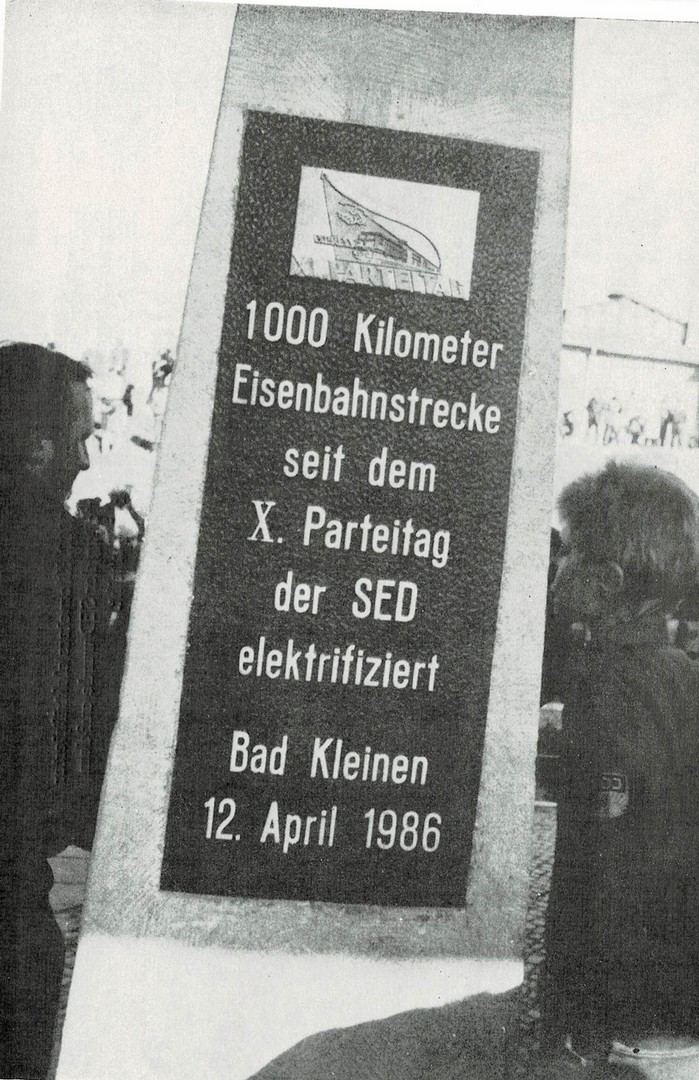 XI. PARTEITAG
1000 Kilometer
Eisenbahnstrecke
seit dem
X. Parteitag
der SED
elektrifiziert
Bad Kleinen
12. April 1986